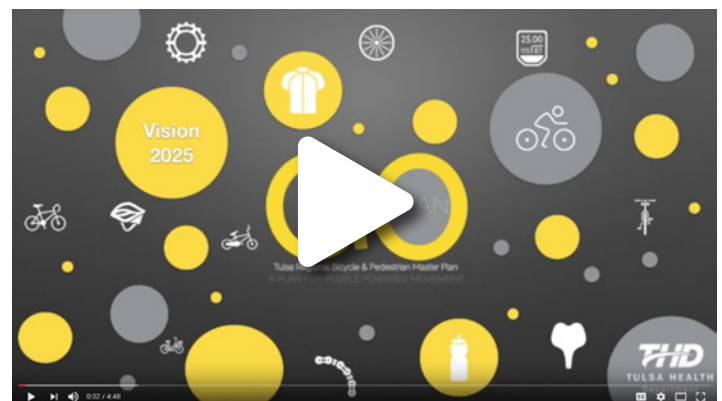 25.00
Vision
2025
Tulsa Regional Bicycle & Pedestrian Master Plan
A PLAN FOR PEOPLE POWERED MOVEMENT
THD
TULSA HEALTH
Department
0:02 / 4:48